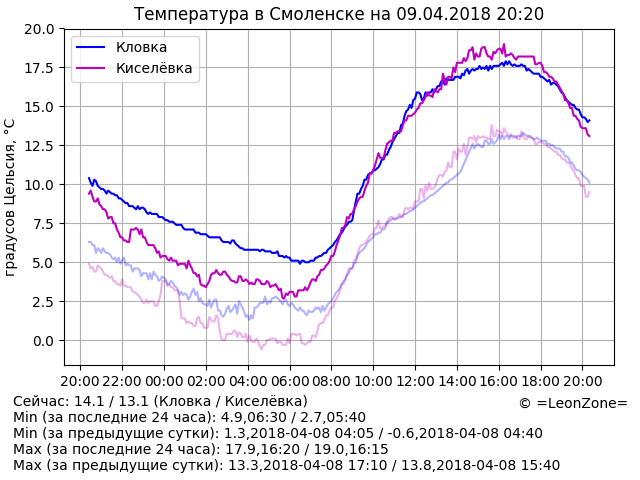 Температура в Смоленске на 09.04.2018 20:20
Кловка
Киселёвка
градусов Цельсия, °C
20.0
17.5
15.0
12.5
10.0
7.5
5.0
2.5
0.0
20:00 22:00 00:00 02:00 04:00 06:00 08:00 10:00 12:00 14:00 16:00 18:00 20:00
Сейчас: 14.1 / 13.1 (Кловка / Киселёвка)
© =LeonZone=
Min (за последние 24 часа): 4.9,06:30 / 2.7,05:40
Min (за предыдущие сутки): 1.3,2018-04-08 04:05 / -0.6,2018-04-08 04:40
Max (за последние 24 часа): 17.9,16:20 / 19.0,16:15
Max (за предыдущие сутки): 13.3,2018-04-08 17:10 / 13.8,2018-04-08 15:40